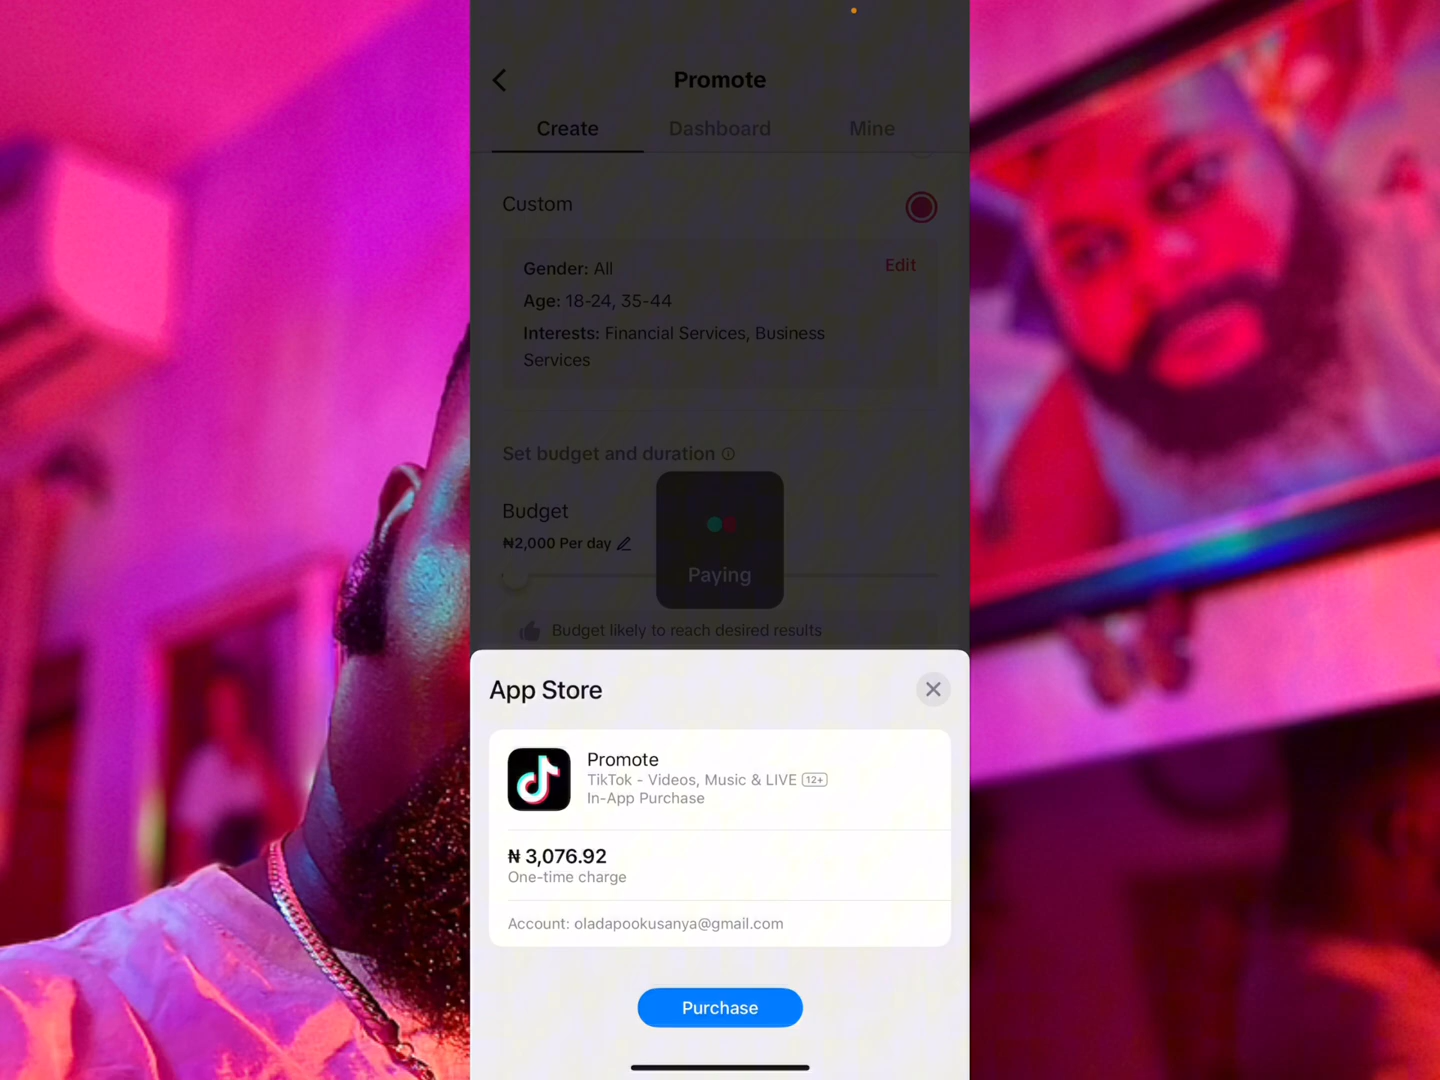 Promote
Create Dashboard Mine
Custom
Gender: All Edit
Age: 18-24, 35-44
Interests: Financial Services, Business
Services
Set budget and duration
Budget
₦2,000 Per day
Paying
Budget likely to reach desired results
App Store
Promote
TikTok - Videos, Music & LIVE 12+
In-App Purchase
₦ 3,076.92
One-time charge
Account: oladapookusanya@gmail.com
Purchase